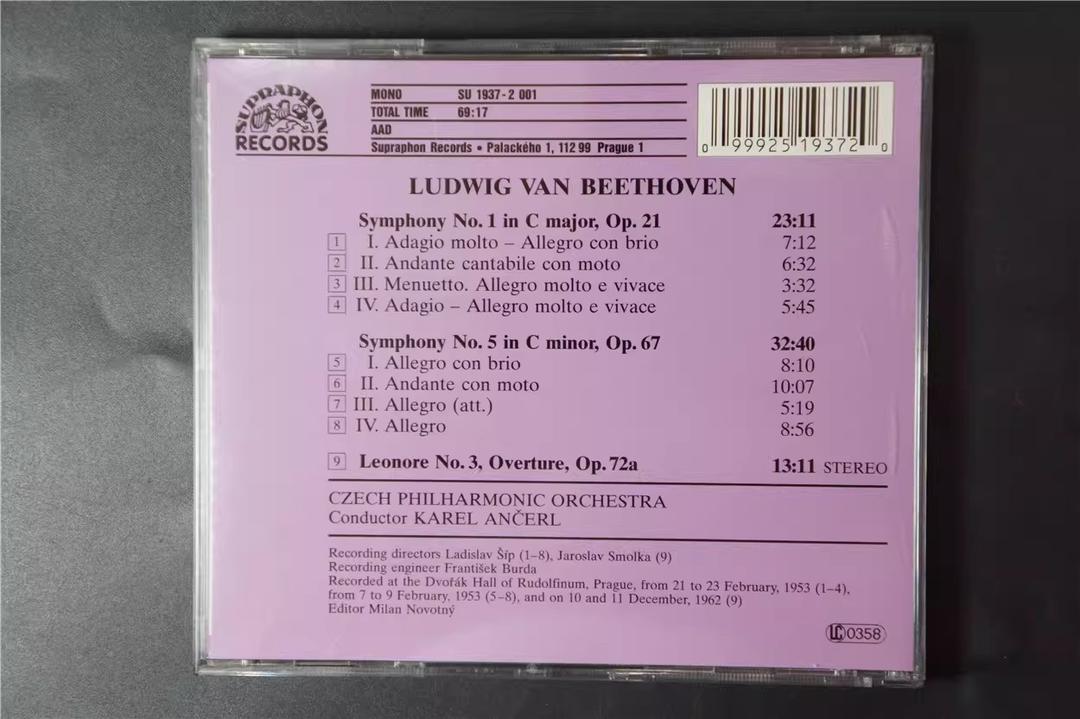 SUPRAPHON
RECORDS
MONO SU 1937-2 001
TOTAL TIME 69:17
AAD
Supraphon Records • Palackého 1, 112 99 Prague 1
0 99925 19372 0
LUDWIG VAN BEETHOVEN
Symphony No. 1 in C major, Op. 21 23:11
1 I. Adagio molto – Allegro con brio 7:12
2 II. Andante cantabile con moto 6:32
3 III. Menuetto. Allegro molto e vivace 3:32
4 IV. Adagio – Allegro molto e vivace 5:45
Symphony No. 5 in C minor, Op. 67 32:40
5 I. Allegro con brio 8:10
6 II. Andante con moto 10:07
7 III. Allegro (att.) 5:19
8 IV. Allegro 8:56
9 Leonore No. 3, Overture, Op. 72a 13:11 STEREO
CZECH PHILHARMONIC ORCHESTRA
Conductor KAREL ANČERL
Recording directors Ladislav Šíp (1–8), Jaroslav Smolka (9)
Recording engineer František Burda
Recorded at the Dvořák Hall of Rudolfinum, Prague, from 21 to 23 February, 1953 (1–4),
from 7 to 9 February, 1953 (5–8), and on 10 and 11 December, 1962 (9)
Editor Milan Novotný
LC 0358